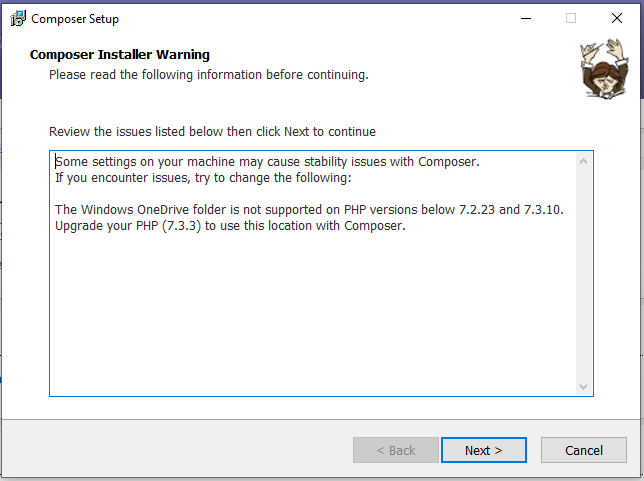 Composer Setup
Composer Installer Warning
Please read the following information before continuing.
Review the issues listed below then click Next to continue
Some settings on your machine may cause stability issues with Composer.
If you encounter issues, try to change the following:
The Windows OneDrive folder is not supported on PHP versions below 7.2.23 and 7.3.10.
Upgrade your PHP (7.3.3) to use this location with Composer.
< Back
Next >
Cancel